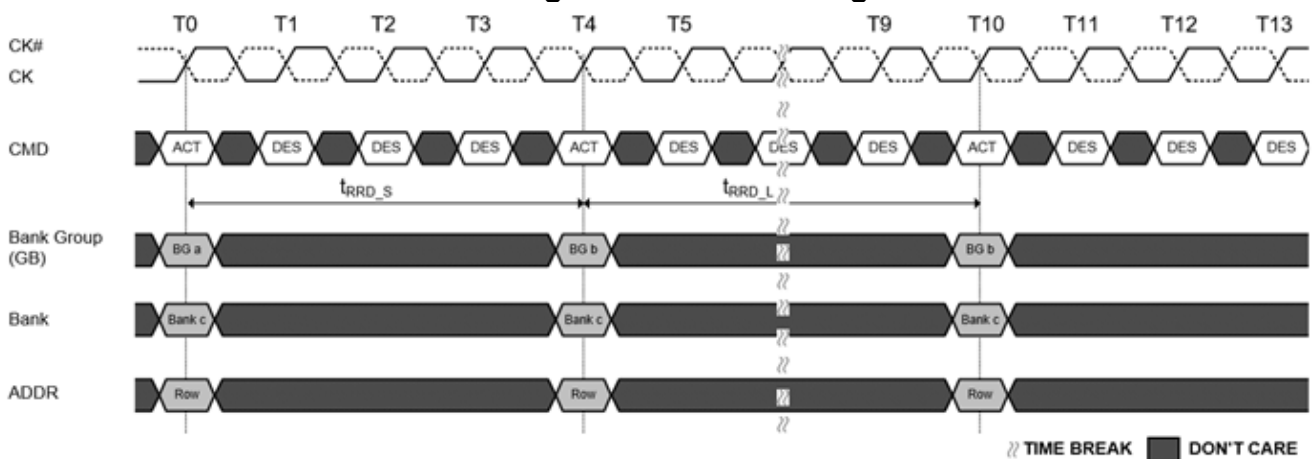 T0 T1 T2 T3 T4 T5 T9 T10 T11 T12 T13
CK#
CK
CMD ACT DES DES DES ACT DES DES DES ACT DES DES DES
tRRD_S tRRD_L
Bank Group
(GB)
BG a BG b BG b
Bank Bank c Bank c Bank c
ADDR Row Row Row
TIME BREAK DON'T CARE